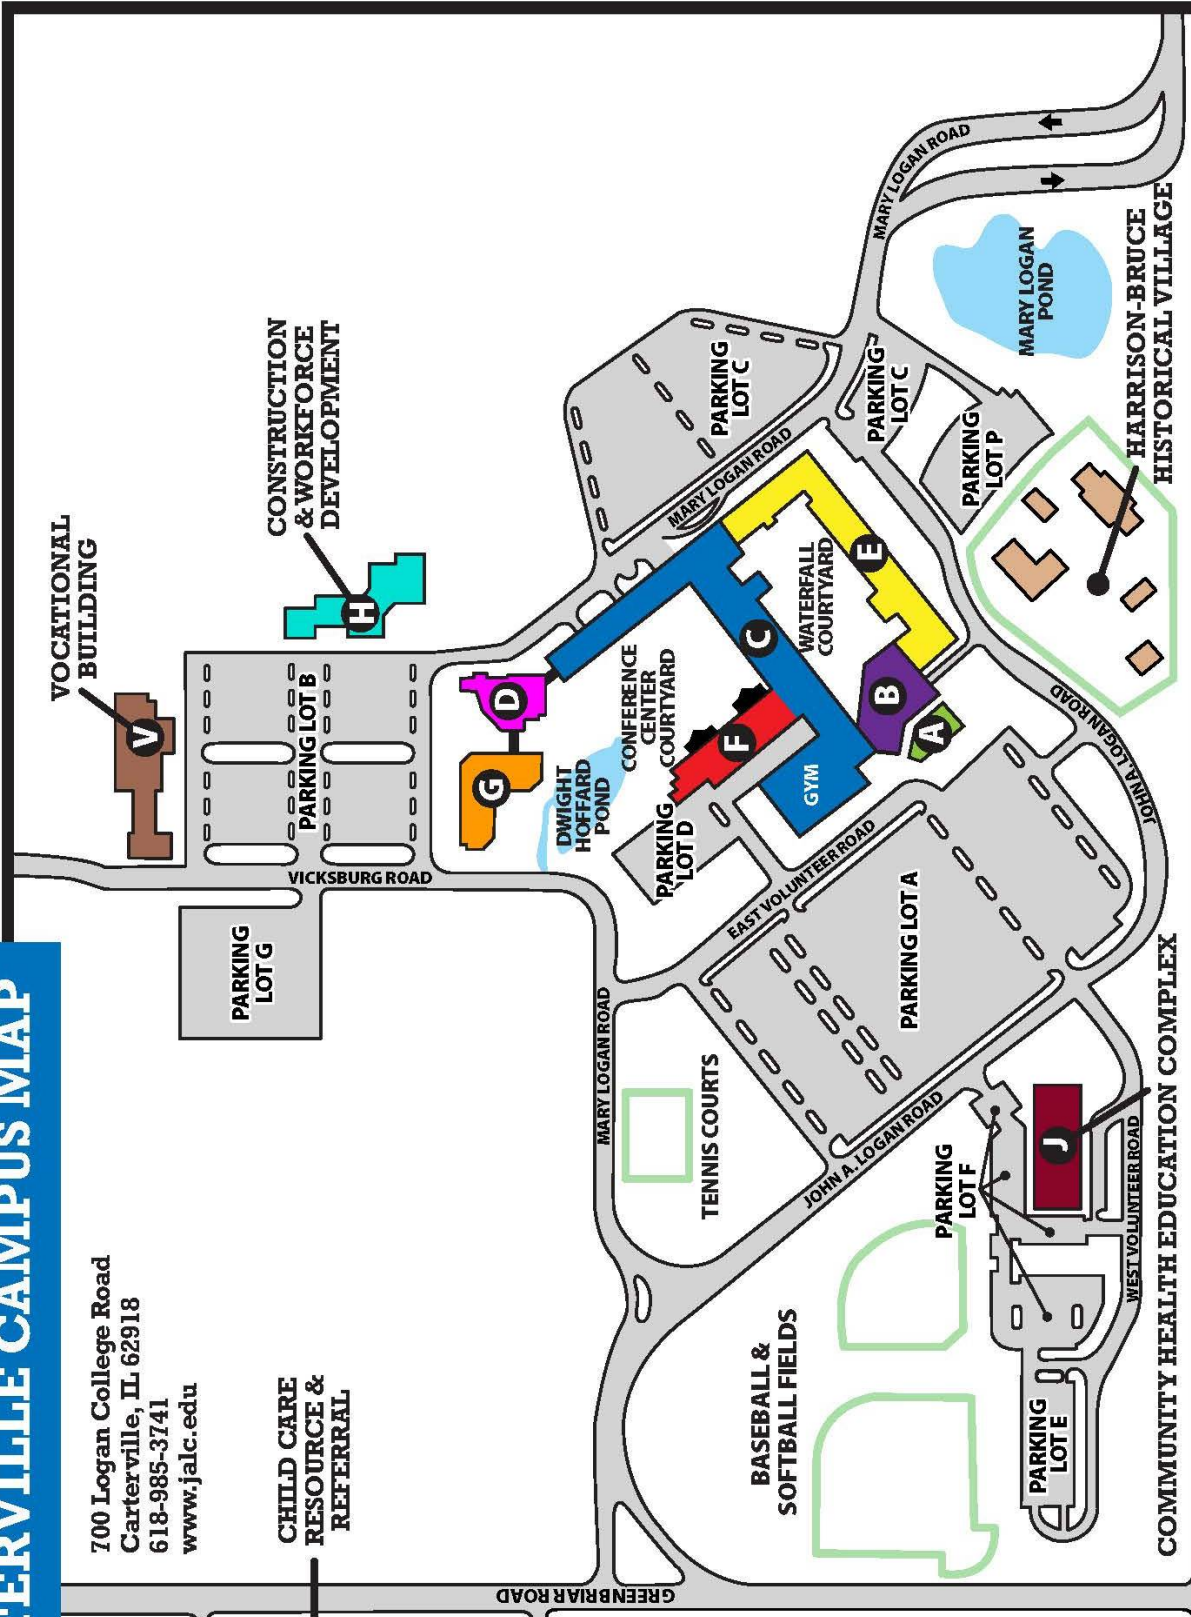 TERVILLE CAMPUS MAP
700 Logan College Road
Carterville, IL 62918
618-985-3741
www.jalc.edu
CHILD CARE
RESOURCE &
REFERRAL
GREENBRIAR ROAD
VOCATIONAL
BUILDING
V
CONSTRUCTION
& WORKFORCE
DEVELOPMENT
H
PARKING LOT B
PARKING
LOT G
VICKSBURG ROAD
G
D
DWIGHT
HOFFARD
POND
CONFERENCE
CENTER
COURTYARD
PARKING
LOT C
MARY LOGAN ROAD
MARY LOGAN ROAD
PARKING
LOT D
F
C
WATERFALL
COURTYARD
E
GYM
B
A
PARKING
LOT C
PARKING
LOT P
MARY LOGAN ROAD
MARY LOGAN
POND
HARRISON-BRUCE
HISTORICAL VILLAGE
EAST VOLUNTEER ROAD
TENNIS COURTS
PARKING LOT A
JOHN A. LOGAN ROAD
JOHN A. LOGAN ROAD
BASEBALL &
SOFTBALL FIELDS
PARKING
LOT F
J
PARKING
LOT E
WEST VOLUNTEER ROAD
COMMUNITY HEALTH EDUCATION COMPLEX